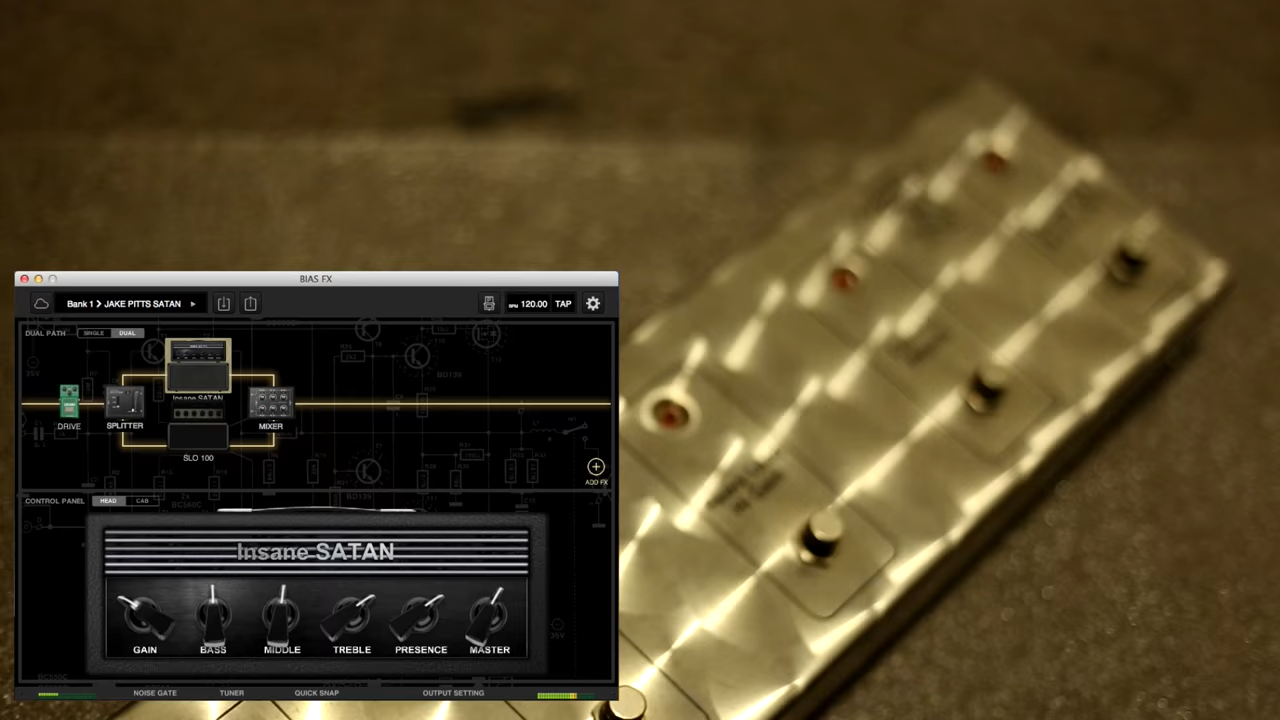 BIAS FX
Bank 1 > JAKE PITTS SATAN
BPM 120.00 TAP
DUAL PATH SINGLE DUAL
Insane SATAN
DRIVE SPLITTER MIXER
SLO 100
ADD FX
CONTROL PANEL HEAD CAB
Insane SATAN
GAIN BASS MIDDLE TREBLE PRESENCE MASTER
NOISE GATE TUNER QUICK SNAP OUTPUT SETTING